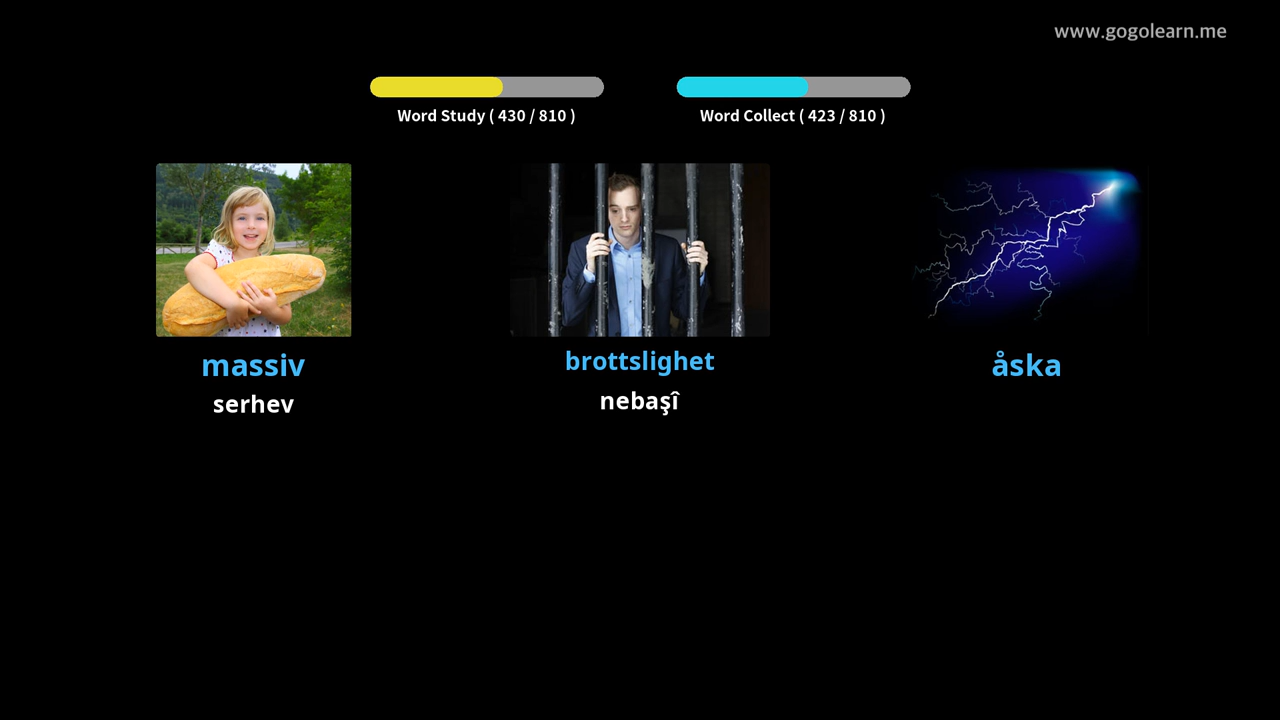 www.gogolearn.me
Word Study ( 430 / 810 )
Word Collect ( 423 / 810 )
massiv
serhev
brottslighet
nebaşî
åska